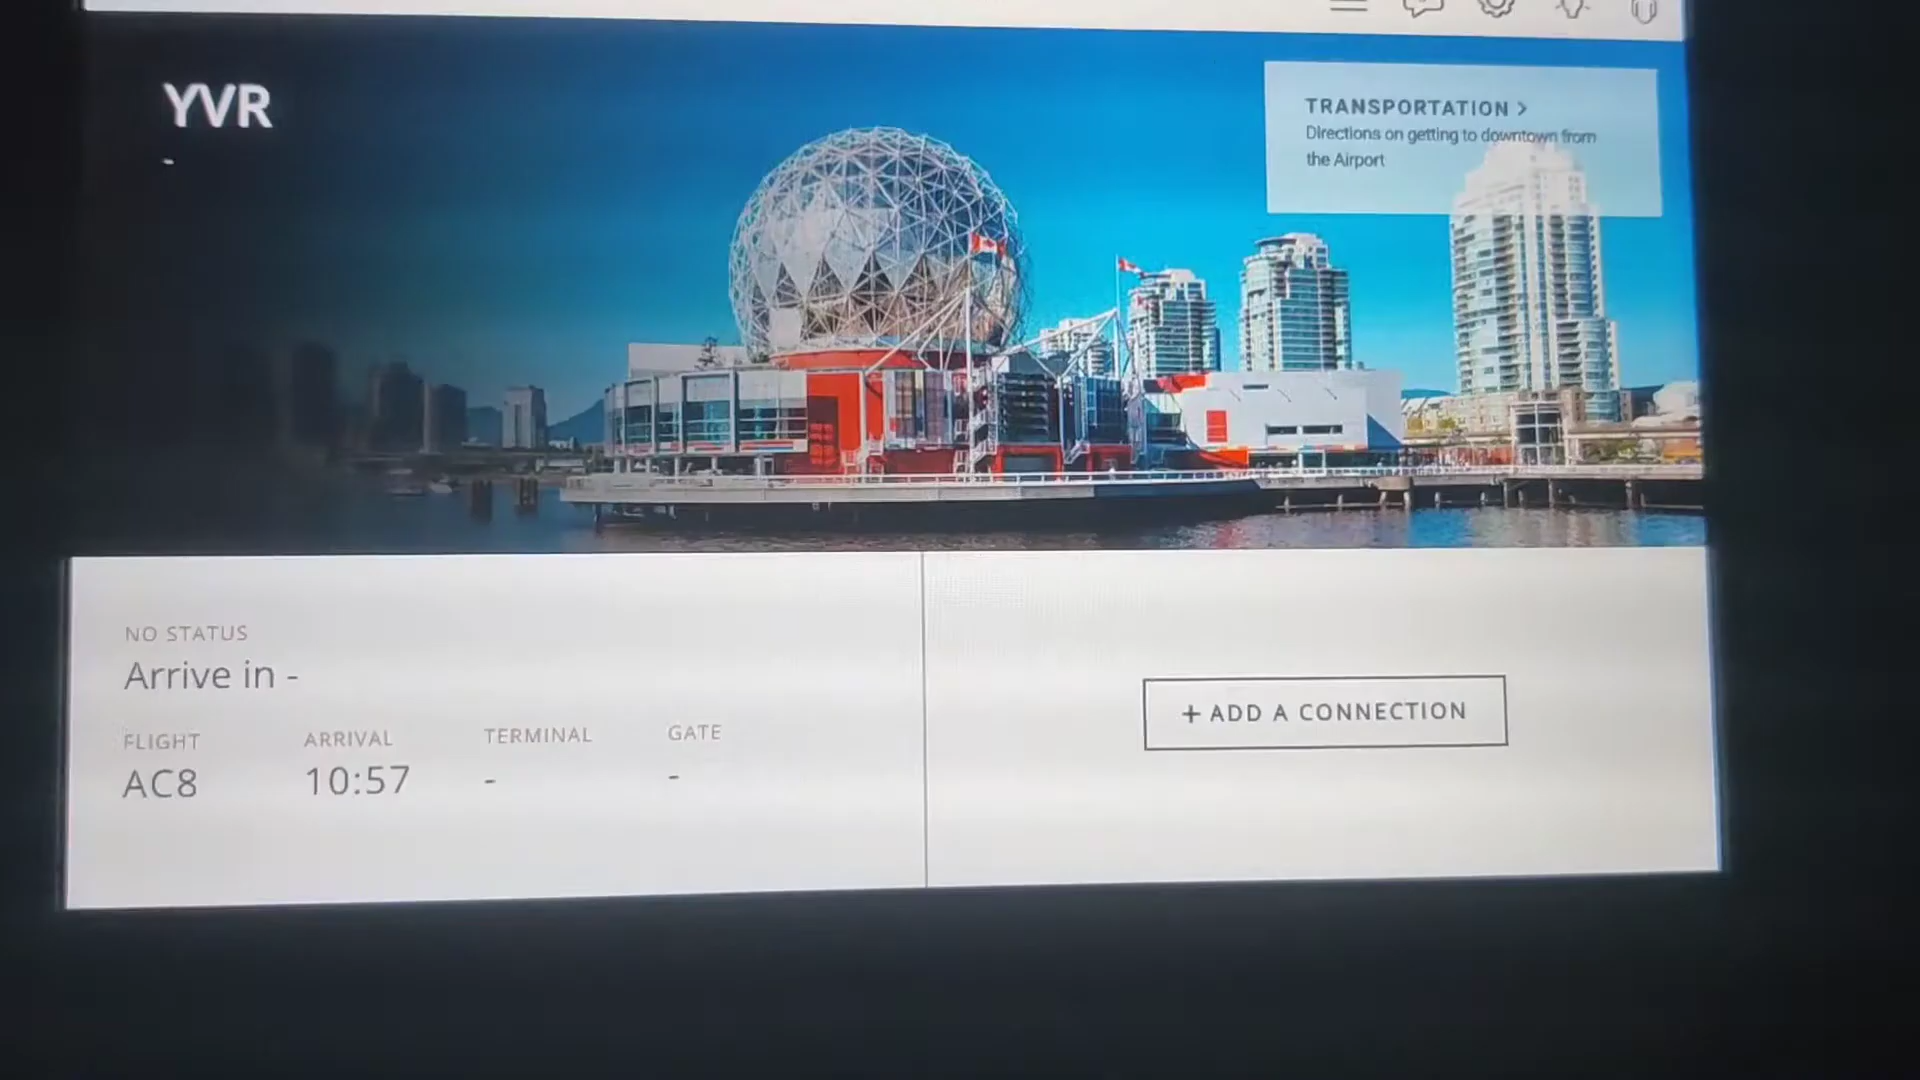 YVR
-
TRANSPORTATION >
Directions on getting to downtown from
the Airport
NO STATUS
Arrive in -
FLIGHT ARRIVAL TERMINAL GATE
AC8 10:57 - -
+ ADD A CONNECTION